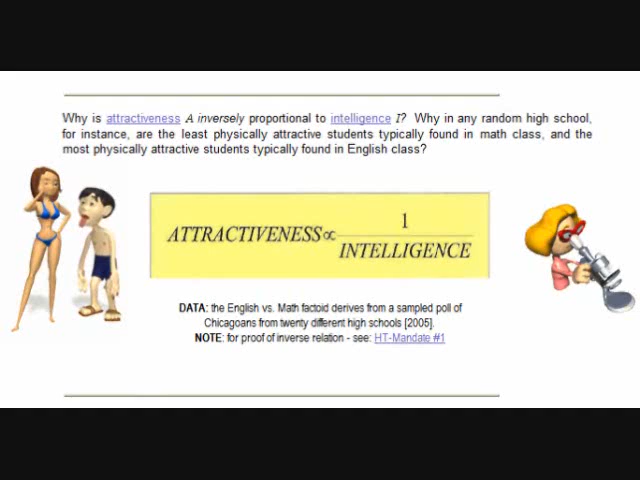 Why is attractiveness A inversely proportional to intelligence I? Why in any random high school,
for instance, are the least physically attractive students typically found in math class, and the
most physically attractive students typically found in English class?
ATTRACTIVENESS ∝ 1
INTELLIGENCE
DATA: the English vs. Math factoid derives from a sampled poll of
Chicagoans from twenty different high schools [2005].
NOTE: for proof of inverse relation - see: HT-Mandate #1